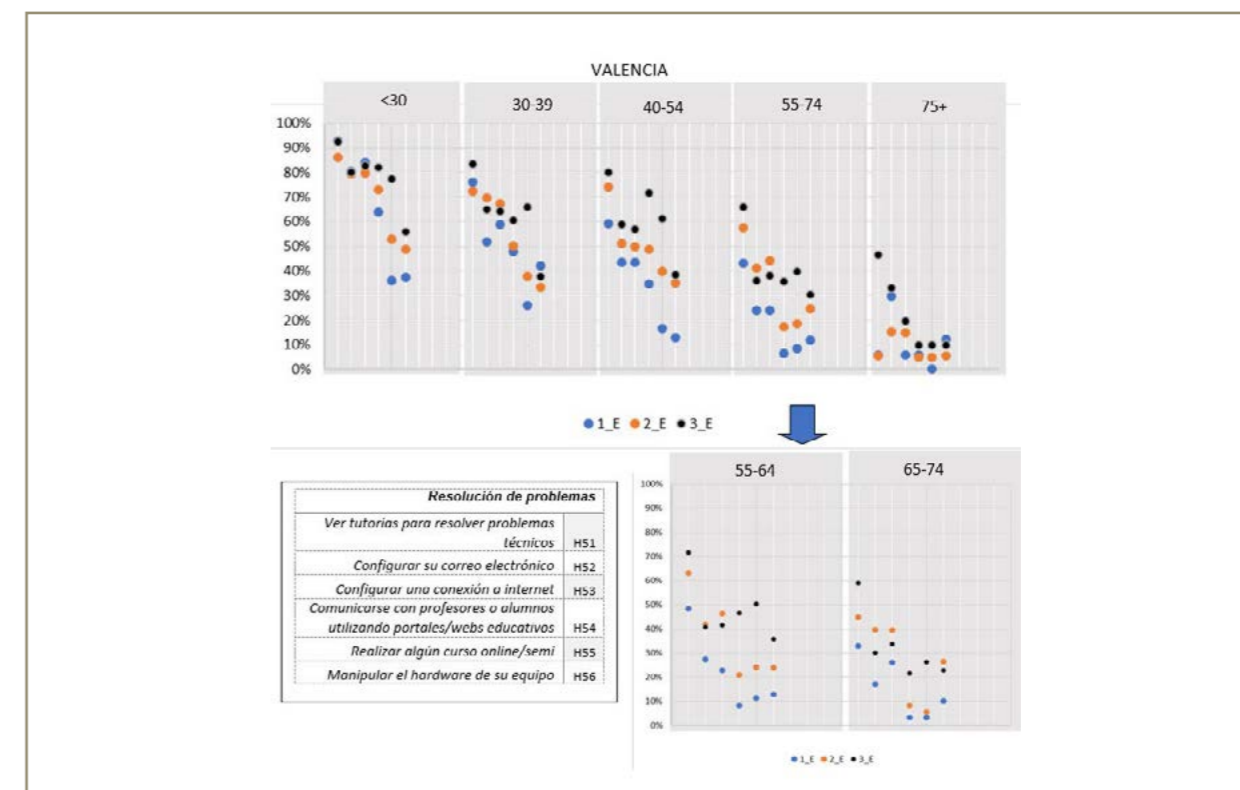 VALENCIA
<30 30-39 40-54 55-74 75+
100%
90%
80%
70%
60%
50%
40%
30%
20%
10%
0%
1_E 2_E 3_E
Resolución de problemas
Ver tutorias para resolver problemas
técnicos H51
Configurar su correo electrónico H52
Configurar una conexión a internet H53
Comunicarse con profesores o alumnos
utilizando portales/webs educativos H54
Realizar algún curso online/semi H55
Manipular el hardware de su equipo H56
55-64 65-74
100%
90%
80%
70%
60%
50%
40%
30%
20%
10%
0%
1_E 2_E 3_E